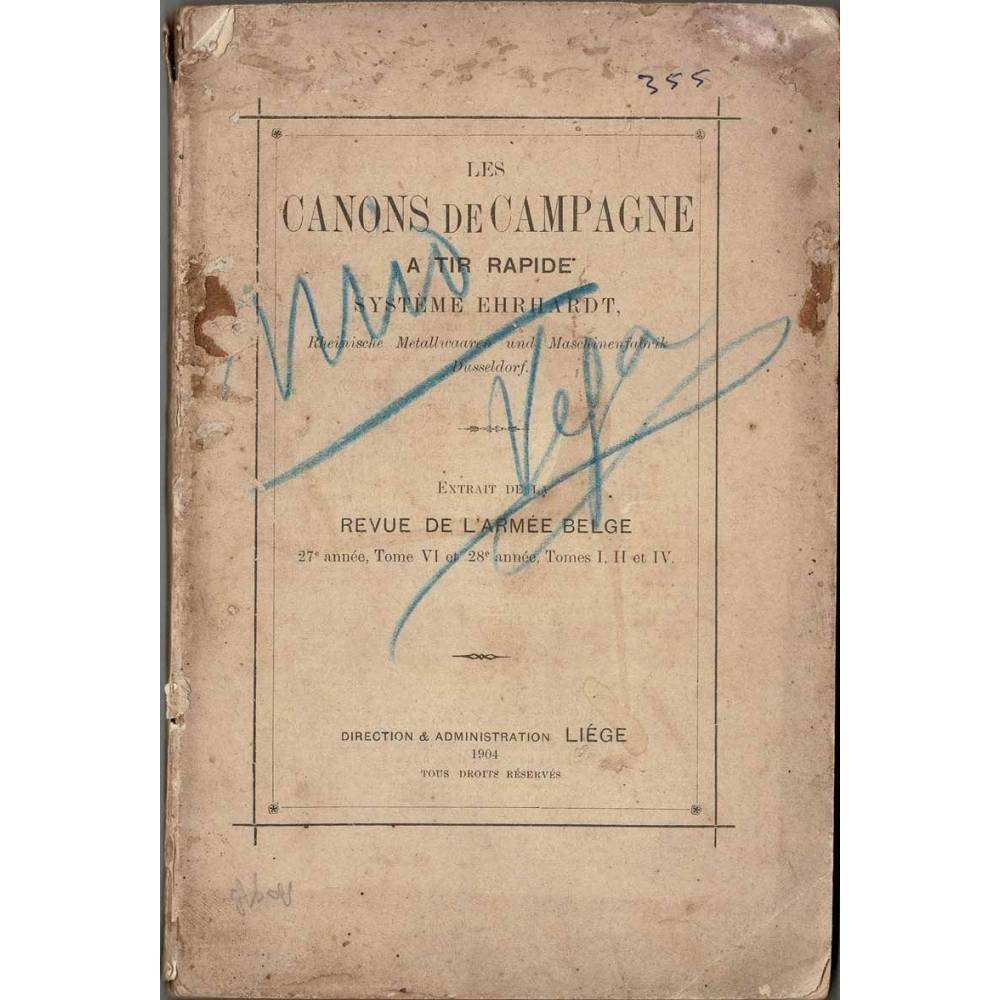 355
LES
CANONS DE CAMPAGNE
A TIR RAPIDE
SYSTÈME EHRHARDT,
Rheinische Metallwaaren und Maschinenfabrik
Dusseldorf.
EXTRAIT DE LA
REVUE DE L'ARMÉE BELGE
27e année, Tome VI et 28e année, Tomes I, II et IV.
DIRECTION & ADMINISTRATION LIÉGE
1904
TOUS DROITS RÉSERVÉS